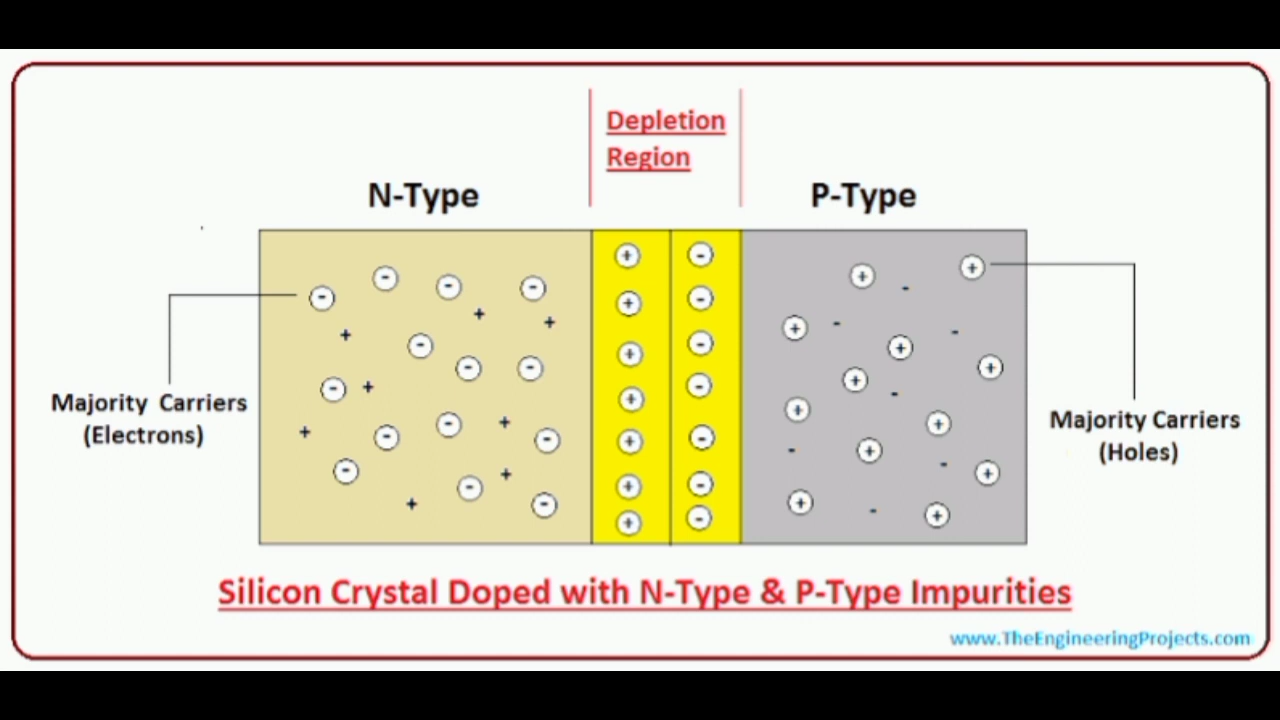 Depletion
Region
N-Type
P-Type
Majority Carriers
(Electrons)
Majority Carriers
(Holes)
Silicon Crystal Doped with N-Type & P-Type Impurities
www.TheEngineeringProjects.com